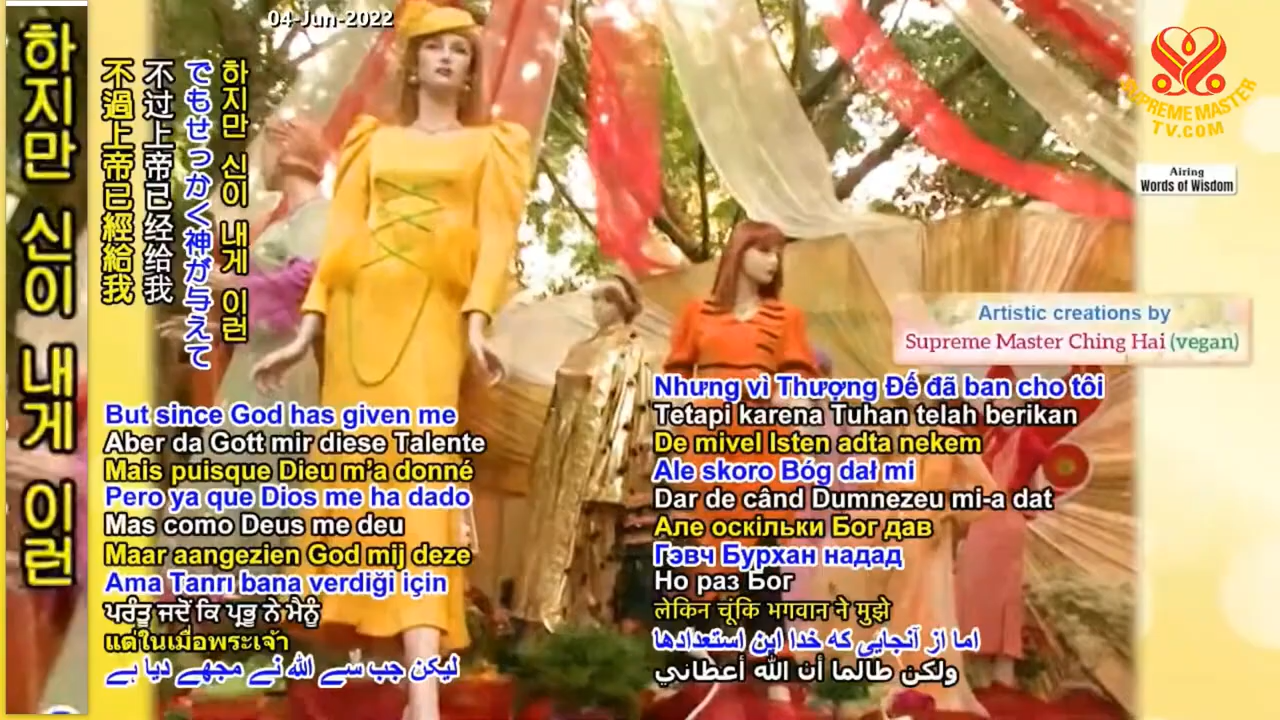 04-Jun-2022
하지만 신이 내게 이런
하지만 신이 내게 이런
でもせっかく神が与えて
不过上帝已经给我
不過上帝已經給我
SUPREME MASTER
TV.COM
Airing
Words of Wisdom
Artistic creations by
Supreme Master Ching Hai (vegan)
But since God has given me
Aber da Gott mir diese Talente
Mais puisque Dieu m'a donné
Pero ya que Dios me ha dado
Mas como Deus me deu
Maar aangezien God mij deze
Ama Tanrı bana verdiği için
ਪਰੰਤੂ ਜਦੋਂ ਕਿ ਪ੍ਰਭੂ ਨੇ ਮੈਨੂੰ
แต่ในเมื่อพระเจ้า
لیکن جب سے اللہ نے مجھے دیا ہے
Nhưng vì Thượng Đế đã ban cho tôi
Tetapi karena Tuhan telah berikan
De mivel Isten adta nekem
Ale skoro Bóg dał mi
Dar de când Dumnezeu mi-a dat
Але оскільки Бог дав
Гэвч Бурхан надад
Но раз Бог
लेकिन चूंकि भगवान ने मुझे
اما از آنجایی که خدا این استعدادها
ولكن طالما أن الله أعطاني